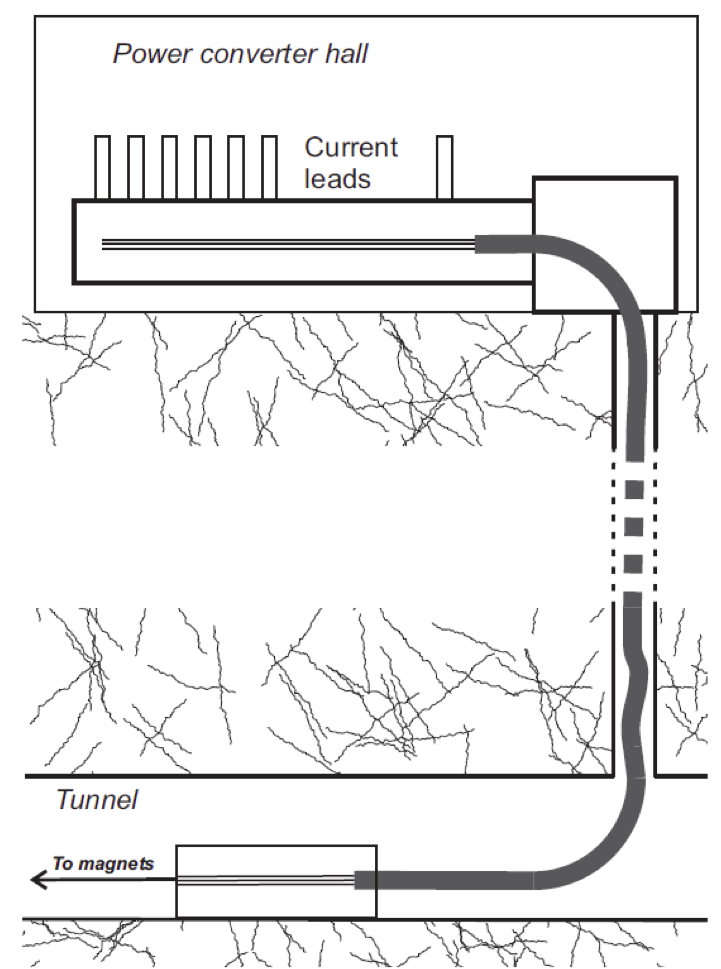 Power converter hall
Current
leads
Tunnel
To magnets